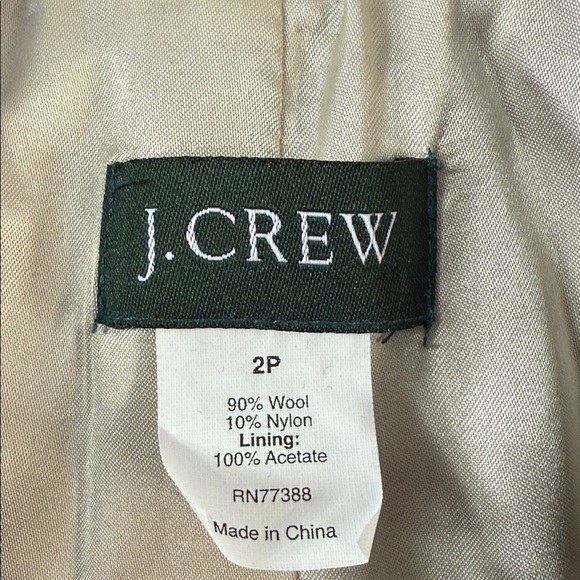 J.CREW
2P
90% Wool
10% Nylon
Lining:
100% Acetate
RN77388
Made in China